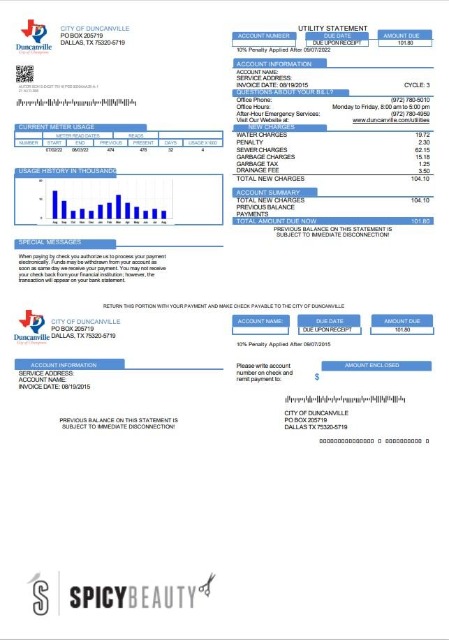 Duncanville
CITY OF DUNCANVILLE
PO BOX 205719
DALLAS, TX 75320-5719
UTILITY STATEMENT
ACCOUNT NUMBER DUE DATE AMOUNT DUE
DUE UPON RECEIPT 101.80
10% Penalty Applied After 09/07/2022
ACCOUNT INFORMATION
ACCOUNT NAME:
SERVICE ADDRESS:
INVOICE DATE: 08/19/2015 CYCLE: 3
QUESTIONS ABOUT YOUR BILL?
Office Phone: (972) 780-5010
Office Hours: Monday to Friday, 8:00 am to 5:00 pm
After-Hour Emergency Services: (972) 780-4959
Visit Our Website at: www.duncanville.com/utilities
NEW CHARGES
WATER CHARGES 19.72
PENALTY 2.30
SEWER CHARGES 62.15
GARBAGE CHARGES 15.18
GARBAGE TAX 1.25
DRAINAGE FEE 3.50
TOTAL NEW CHARGES 104.10
ACCOUNT SUMMARY
TOTAL NEW CHARGES 104.10
PREVIOUS BALANCE
PAYMENTS
TOTAL AMOUNT DUE NOW 101.80
PREVIOUS BALANCE ON THIS STATEMENT IS
SUBJECT TO IMMEDIATE DISCONNECTION!
CURRENT METER USAGE
METER READ DATES READS
NUMBER START END PREVIOUS PRESENT DAYS USAGE X1000
07/02/22 08/03/22 474 478 32 4
USAGE HISTORY IN THOUSANDS
SPECIAL MESSAGES
When paying by check you authorize us to process your payment
electronically. Funds may be withdrawn from your account as
soon as same day we receive your payment. You may not receive
your check back from your financial institution; however, the
transaction will appear on your bank statement.
RETURN THIS PORTION WITH YOUR PAYMENT AND MAKE CHECK PAYABLE TO THE CITY OF DUNCANVILLE
Duncanville
CITY OF DUNCANVILLE
PO BOX 205719
DALLAS, TX 75320-5719
ACCOUNT NAME: DUE DATE AMOUNT DUE
DUE UPON RECEIPT 101.80
10% Penalty Applied After 09/07/2015
ACCOUNT INFORMATION
SERVICE ADDRESS:
ACCOUNT NAME:
INVOICE DATE: 08/19/2015
Please write account
number on check and
remit payment to:
AMOUNT ENCLOSED
$
PREVIOUS BALANCE ON THIS STATEMENT IS
SUBJECT TO IMMEDIATE DISCONNECTION!
CITY OF DUNCANVILLE
PO BOX 205719
DALLAS TX 75320-5719
S SPICYBEAUTY